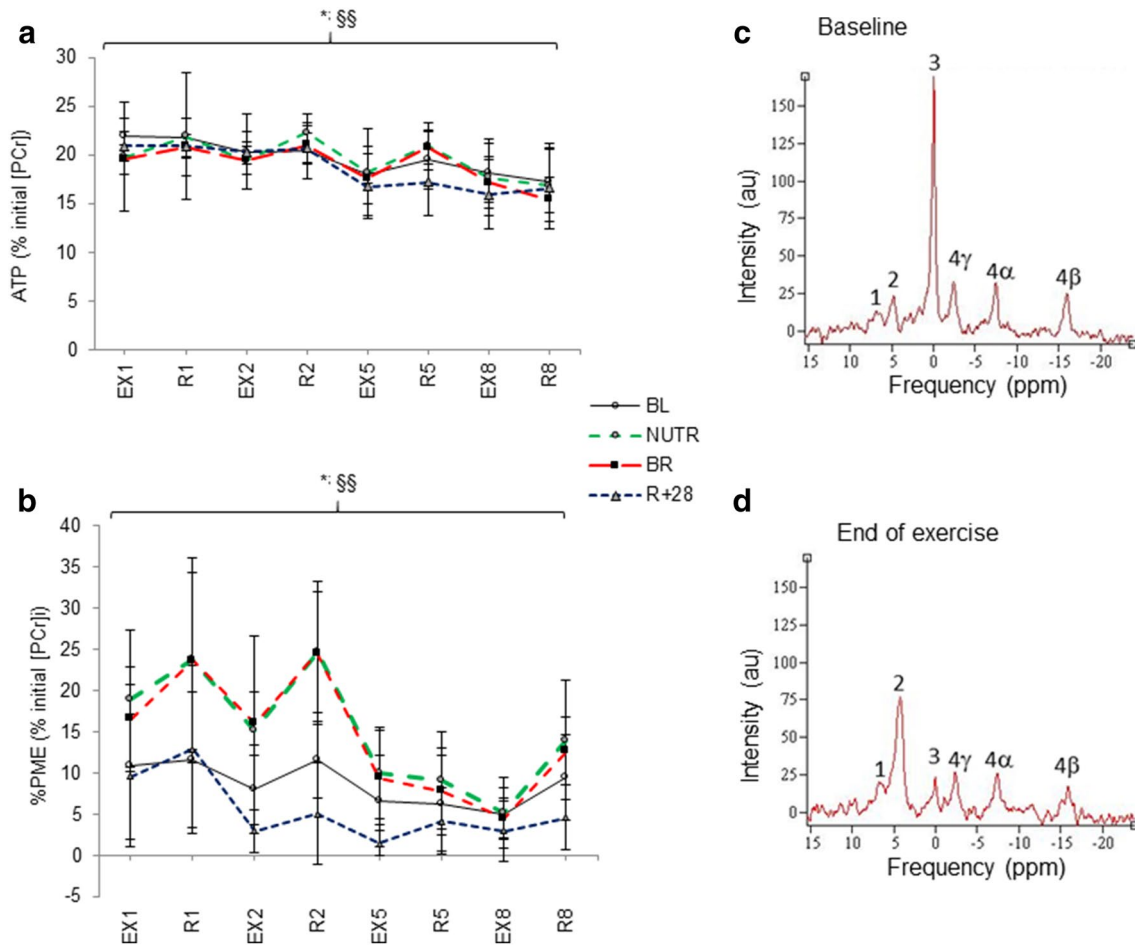 a
*; §§
30
25
20
15
10
5
0
ATP (% initial [PCr])
EX1
R1
EX2
R2
EX5
R5
EX8
R8
BL
NUTR
BR
R+28
b
*; §§
40
35
30
25
20
15
10
5
0
-5
%PME (% initial [PCr]i)
EX1
R1
EX2
R2
EX5
R5
EX8
R8
c
Baseline
150
125
100
75
50
25
0
Intensity (au)
1
2
3
4γ
4α
4β
15 10 5 0 -5 -10 -15 -20
Frequency (ppm)
d
End of exercise
150
125
100
75
50
25
0
Intensity (au)
1
2
3
4γ
4α
4β
15 10 5 0 -5 -10 -15 -20
Frequency (ppm)